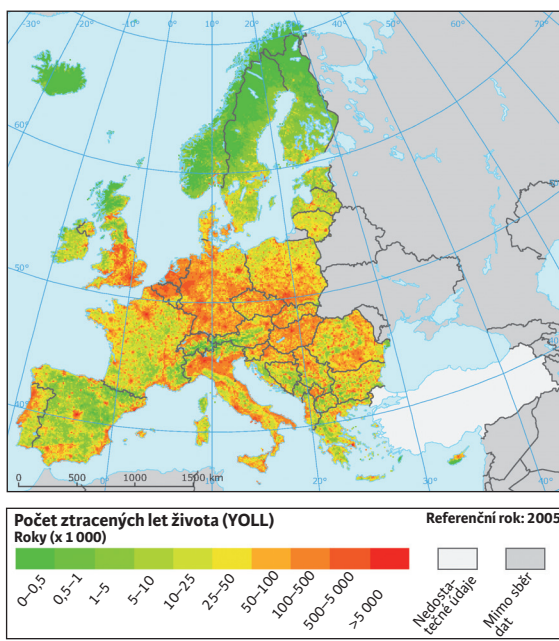 -30° -20° -10° 0° 10° 20° 30° 40° 50° 60° 70°
60°
50°
50°
40°
40°
0 500 0° 1000 1500 km 20° 30° 40°
Počet ztracených let života (YOLL)
Referenční rok: 2005
Roky (x 1 000)
0–0,5
0,5–1
1–5
5–10
10–25
25–50
50–100
100–500
500–5 000
>5 000
Nedosta-
tečné údaje
Mimo sběr
dat